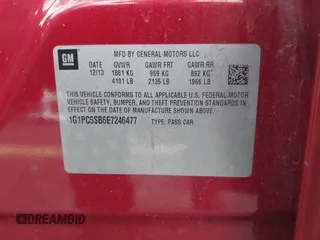 GM
MFD BY GENERAL MOTORS LLC
DATE GVWR GAWR FRT GAWR RR
12/13 1861 KG 969 KG 892 KG
4101 LB 2135 LB 1966 LB
THIS VEHICLE CONFORMS TO ALL APPLICABLE U.S. FEDERAL MOTOR
VEHICLE SAFETY, BUMPER, AND THEFT PREVENTION STANDARDS
IN EFFECT ON THE DATE OF MANUFACTURE SHOWN ABOVE.
1G1PC5SB6E7246477 TYPE: PASS CAR
DREAMBID